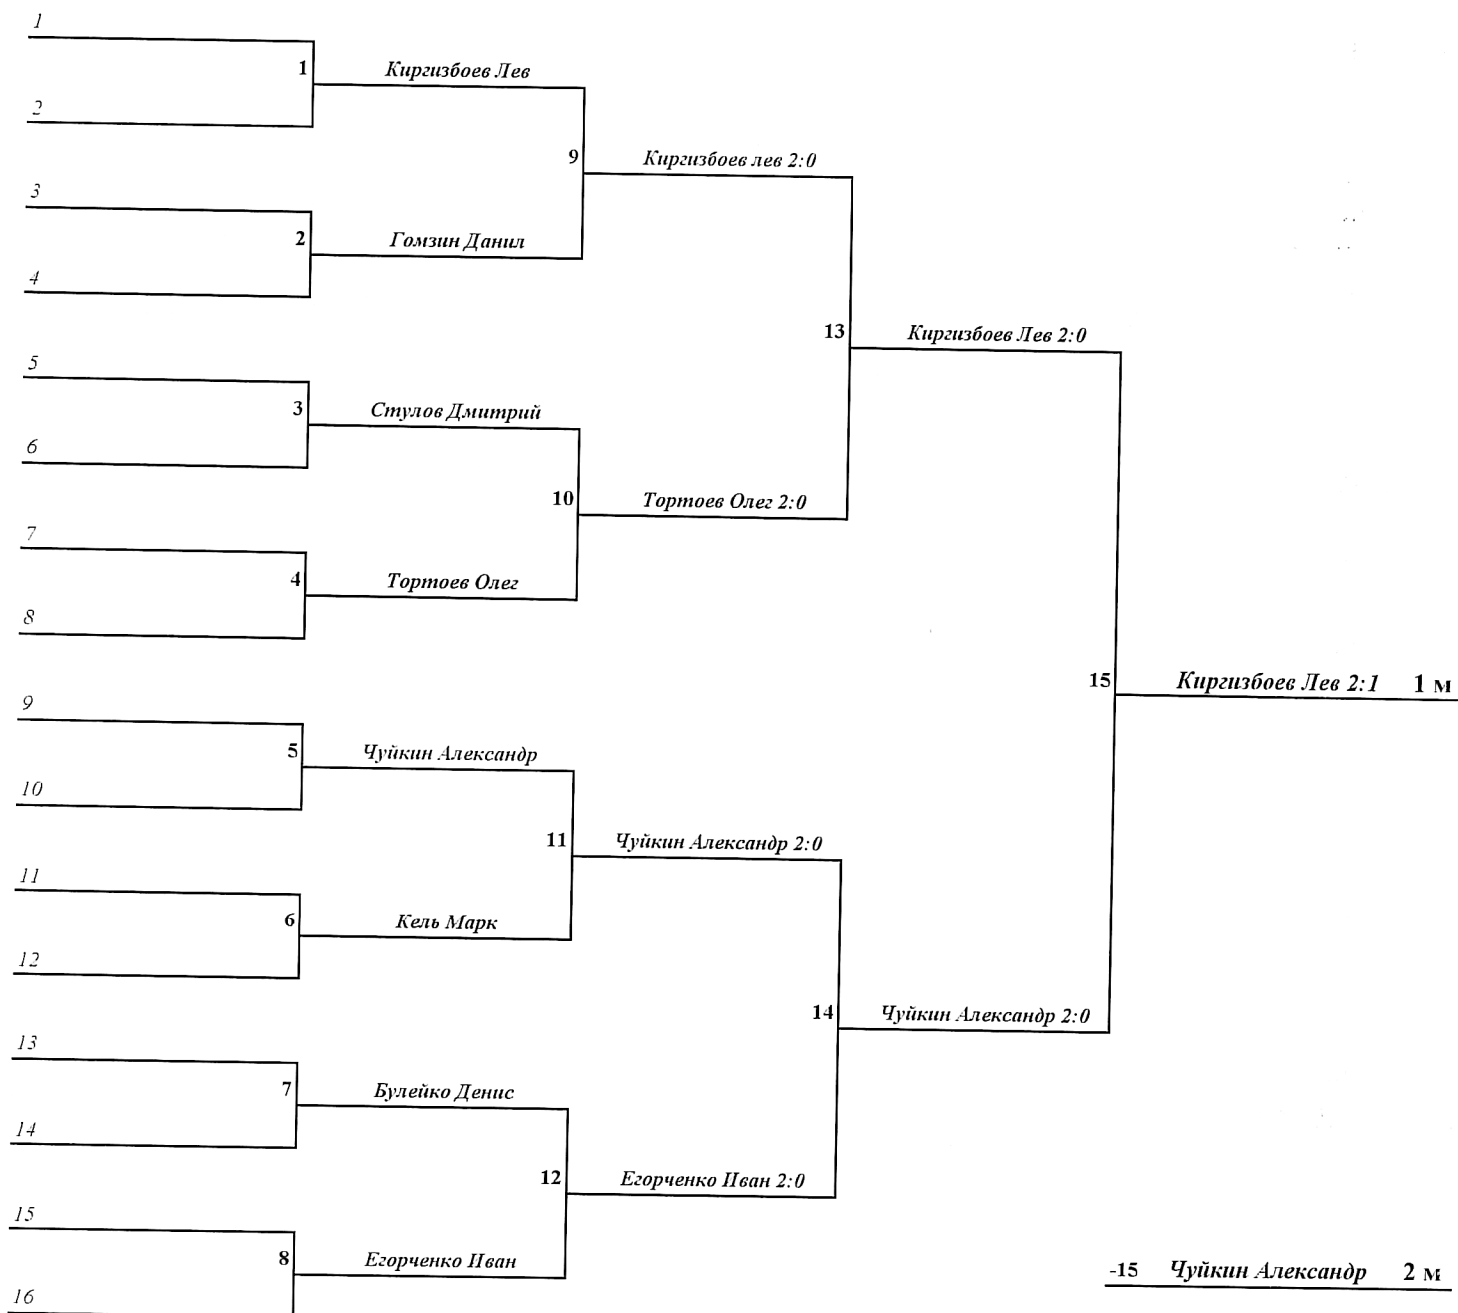 1
1 Киргизбоев Лев
2
9 Киргизбоев лев 2:0
3
2 Гомзин Данил
4
13 Киргизбоев Лев 2:0
5
3 Стулов Дмитрий
6
10 Тортоев Олег 2:0
7
4 Тортоев Олег
8
15 Киргизбоев Лев 2:1 1 м
9
5 Чуйкин Александр
10
11 Чуйкин Александр 2:0
11
6 Кель Марк
12
14 Чуйкин Александр 2:0
13
7 Булейко Денис
14
12 Егорченко Иван 2:0
15
8 Егорченко Иван
-15 Чуйкин Александр 2 м
16